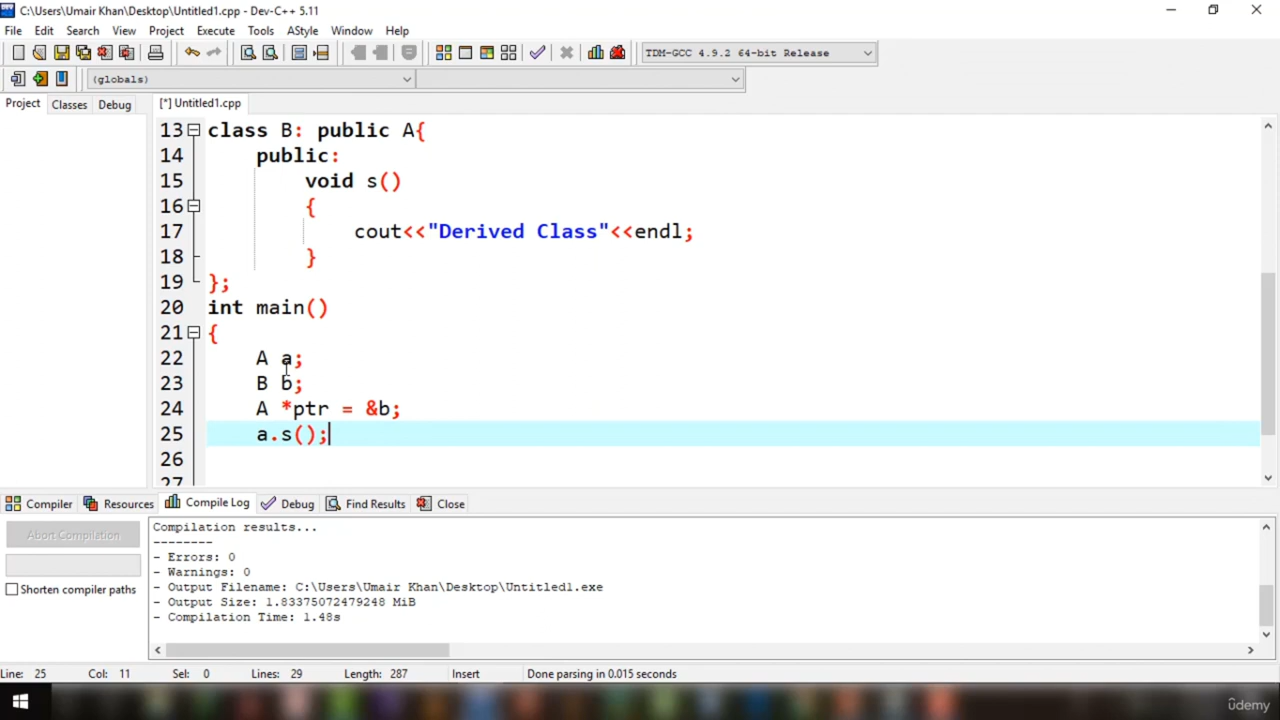 C:\Users\Umair Khan\Desktop\Untitled1.cpp - Dev-C++ 5.11
File Edit Search View Project Execute Tools AStyle Window Help
TDM-GCC 4.9.2 64-bit Release
(globals)
Project Classes Debug [*] Untitled1.cpp
13 class B: public A{
14 public:
15 void s()
16 {
17 cout<<"Derived Class"<<endl;
18 }
19 };
20 int main()
21 {
22 A a;
23 B b;
24 A *ptr = &b;
25 a.s();
26
27
Compiler Resources Compile Log Debug Find Results Close
Abort Compilation
Shorten compiler paths
Compilation results...
--------
- Errors: 0
- Warnings: 0
- Output Filename: C:\Users\Umair Khan\Desktop\Untitled1.exe
- Output Size: 1.83375072479248 MiB
- Compilation Time: 1.48s
Line: 25 Col: 11 Sel: 0 Lines: 29 Length: 287 Insert Done parsing in 0.015 seconds
ûdemy